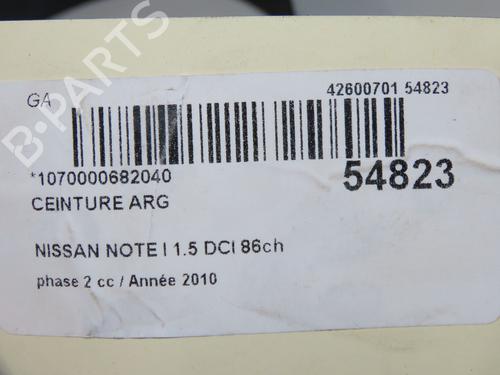 GA
42600701 54823
*1070000682040
54823
CEINTURE ARG
NISSAN NOTE I 1.5 DCI 86ch
phase 2 cc / Année 2010
B-PARTS